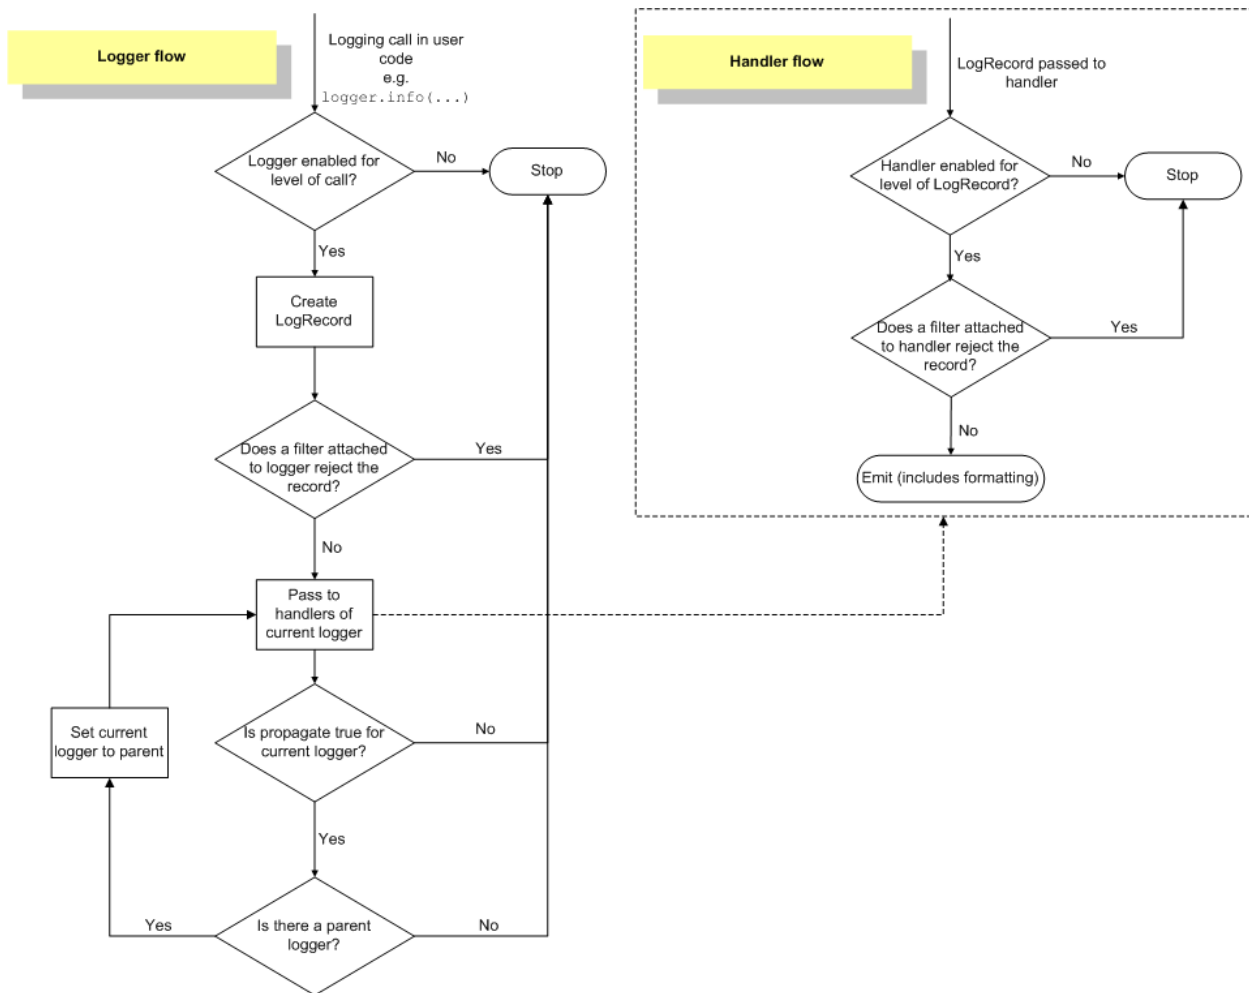 Logger flow
Logging call in user
code
e.g.
logger.info(...)
Logger enabled for
level of call?
No
Stop
Yes
Create
LogRecord
Does a filter attached
to logger reject the
record?
Yes
No
Pass to
handlers of
current logger
Set current
logger to parent
Is propagate true for
current logger?
No
Yes
Is there a parent
logger?
Yes
No
Handler flow
LogRecord passed to
handler
Handler enabled for
level of LogRecord?
No
Stop
Yes
Does a filter attached
to handler reject the
record?
Yes
No
Emit (includes formatting)